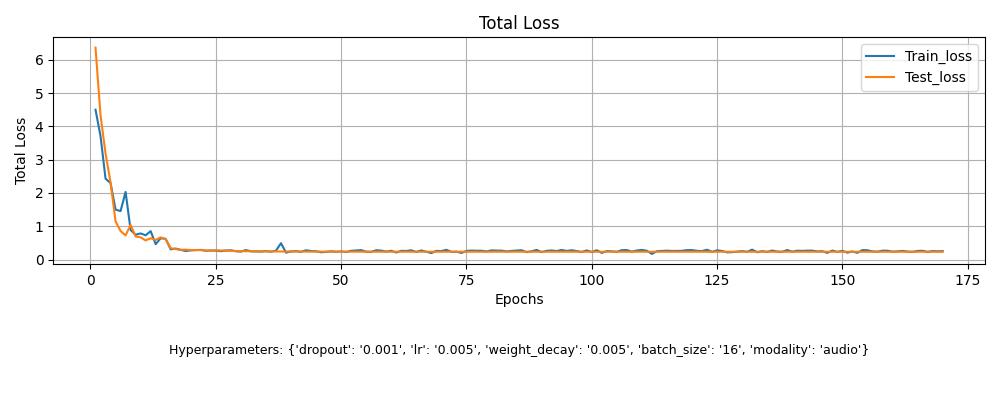 Total Loss
Train_loss
Test_loss
6
5
4
3
2
1
0
Total Loss
0
25
50
75
100
125
150
175
Epochs
Hyperparameters: {'dropout': '0.001', 'lr': '0.005', 'weight_decay': '0.005', 'batch_size': '16', 'modality': 'audio'}